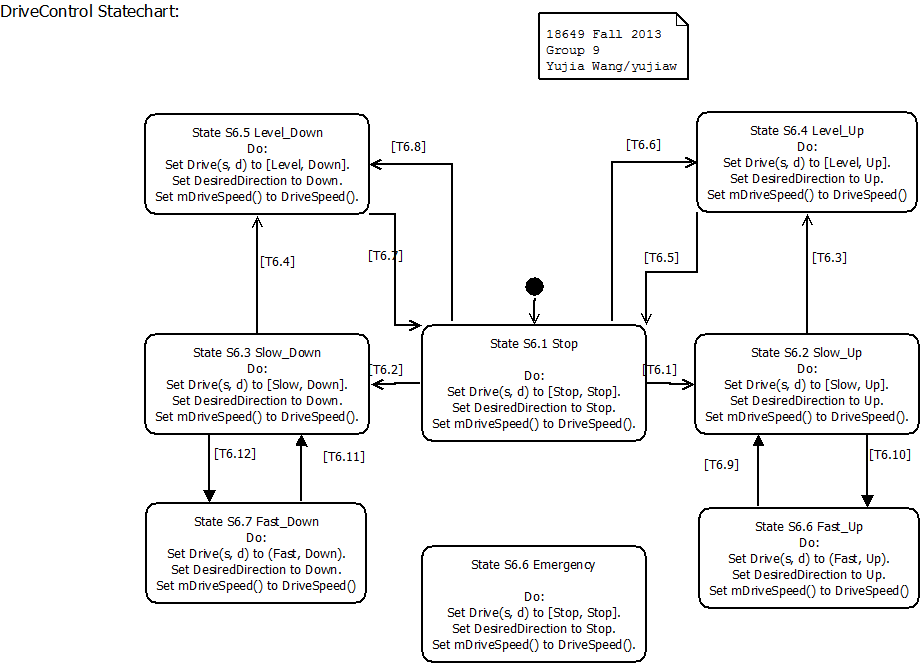 DriveControl Statechart:
18649 Fall 2013
Group 9
Yujia Wang/yujiaw
State S6.5 Level_Down
Do:
Set Drive(s, d) to [Level, Down].
Set DesiredDirection to Down.
Set mDriveSpeed() to DriveSpeed().
[T6.8]
[T6.6]
State S6.4 Level_Up
Do:
Set Drive(s, d) to [Level, Up].
Set DesiredDirection to Up.
Set mDriveSpeed() to DriveSpeed()
[T6.4]
[T6.7]
[T6.5]
[T6.3]
State S6.3 Slow_Down
Do:
Set Drive(s, d) to [Slow, Down].
Set DesiredDirection to Down.
Set mDriveSpeed() to DriveSpeed().
[T6.2]
State S6.1 Stop
Do:
Set Drive(s, d) to [Stop, Stop].
Set DesiredDirection to Stop.
Set mDriveSpeed() to DriveSpeed().
[T6.1]
State S6.2 Slow_Up
Do:
Set Drive(s, d) to [Slow, Up].
Set DesiredDirection to Up.
Set mDriveSpeed() to DriveSpeed().
[T6.12]
[T6.11]
[T6.9]
[T6.10]
State S6.7 Fast_Down
Do:
Set Drive(s, d) to (Fast, Down).
Set DesiredDirection to Down.
Set mDriveSpeed() to DriveSpeed()
State S6.6 Emergency
Do:
Set Drive(s, d) to [Stop, Stop].
Set DesiredDirection to Stop.
Set mDriveSpeed() to DriveSpeed().
State S6.6 Fast_Up
Do:
Set Drive(s, d) to (Fast, Up).
Set DesiredDirection to Up.
Set mDriveSpeed() to DriveSpeed()